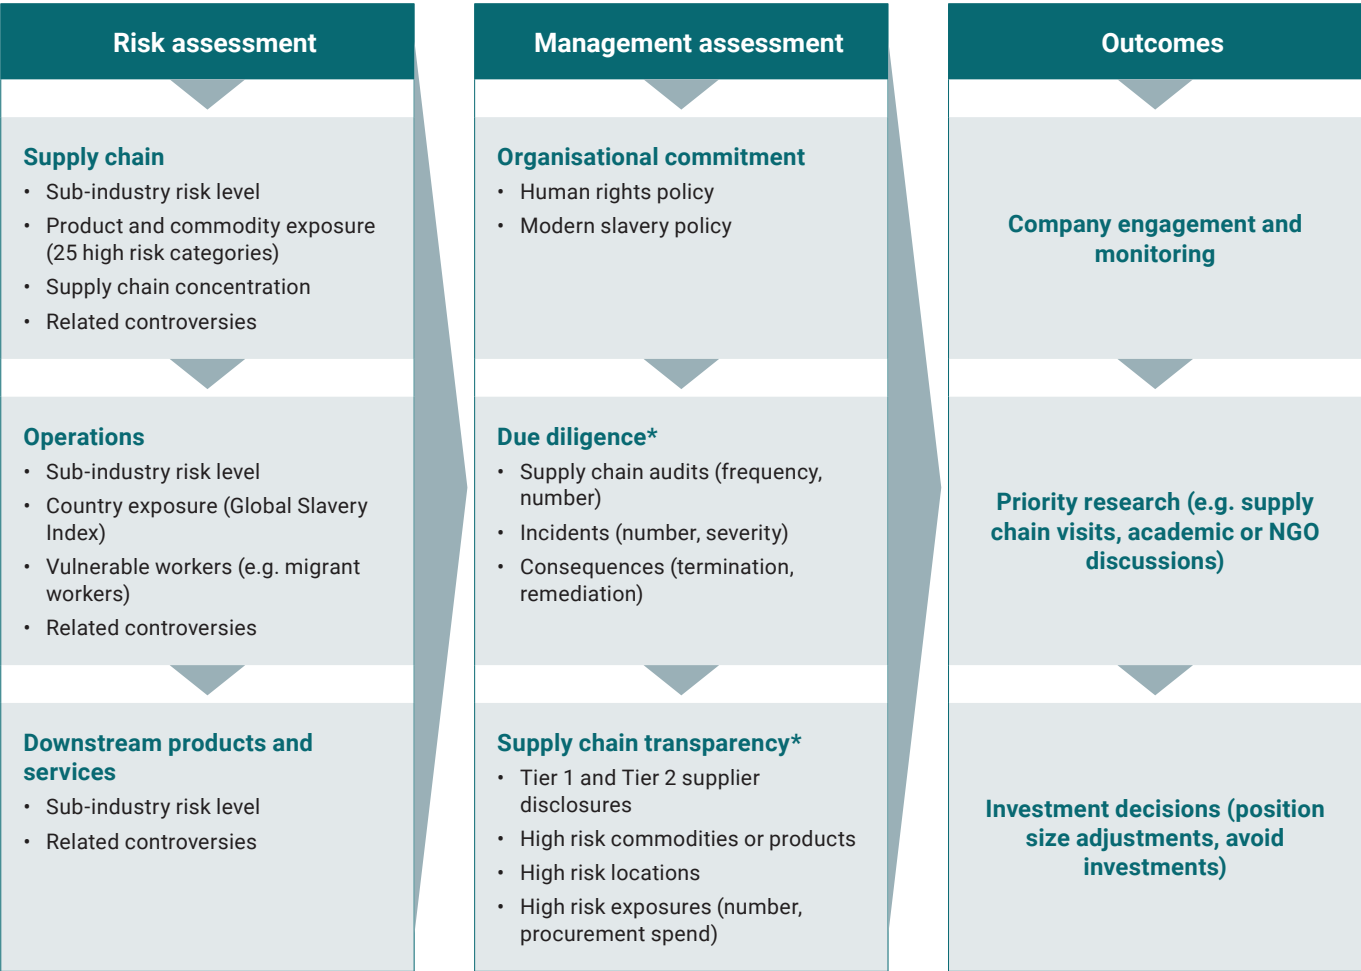 Risk assessment
Supply chain
• Sub-industry risk level
• Product and commodity exposure
(25 high risk categories)
• Supply chain concentration
• Related controversies
Operations
• Sub-industry risk level
• Country exposure (Global Slavery
Index)
• Vulnerable workers (e.g. migrant
workers)
• Related controversies
Downstream products and
services
• Sub-industry risk level
• Related controversies
Management assessment
Organisational commitment
• Human rights policy
• Modern slavery policy
Due diligence*
• Supply chain audits (frequency,
number)
• Incidents (number, severity)
• Consequences (termination,
remediation)
Supply chain transparency*
• Tier 1 and Tier 2 supplier
disclosures
• High risk commodities or products
• High risk locations
• High risk exposures (number,
procurement spend)
Outcomes
Company engagement and
monitoring
Priority research (e.g. supply
chain visits, academic or NGO
discussions)
Investment decisions (position
size adjustments, avoid
investments)